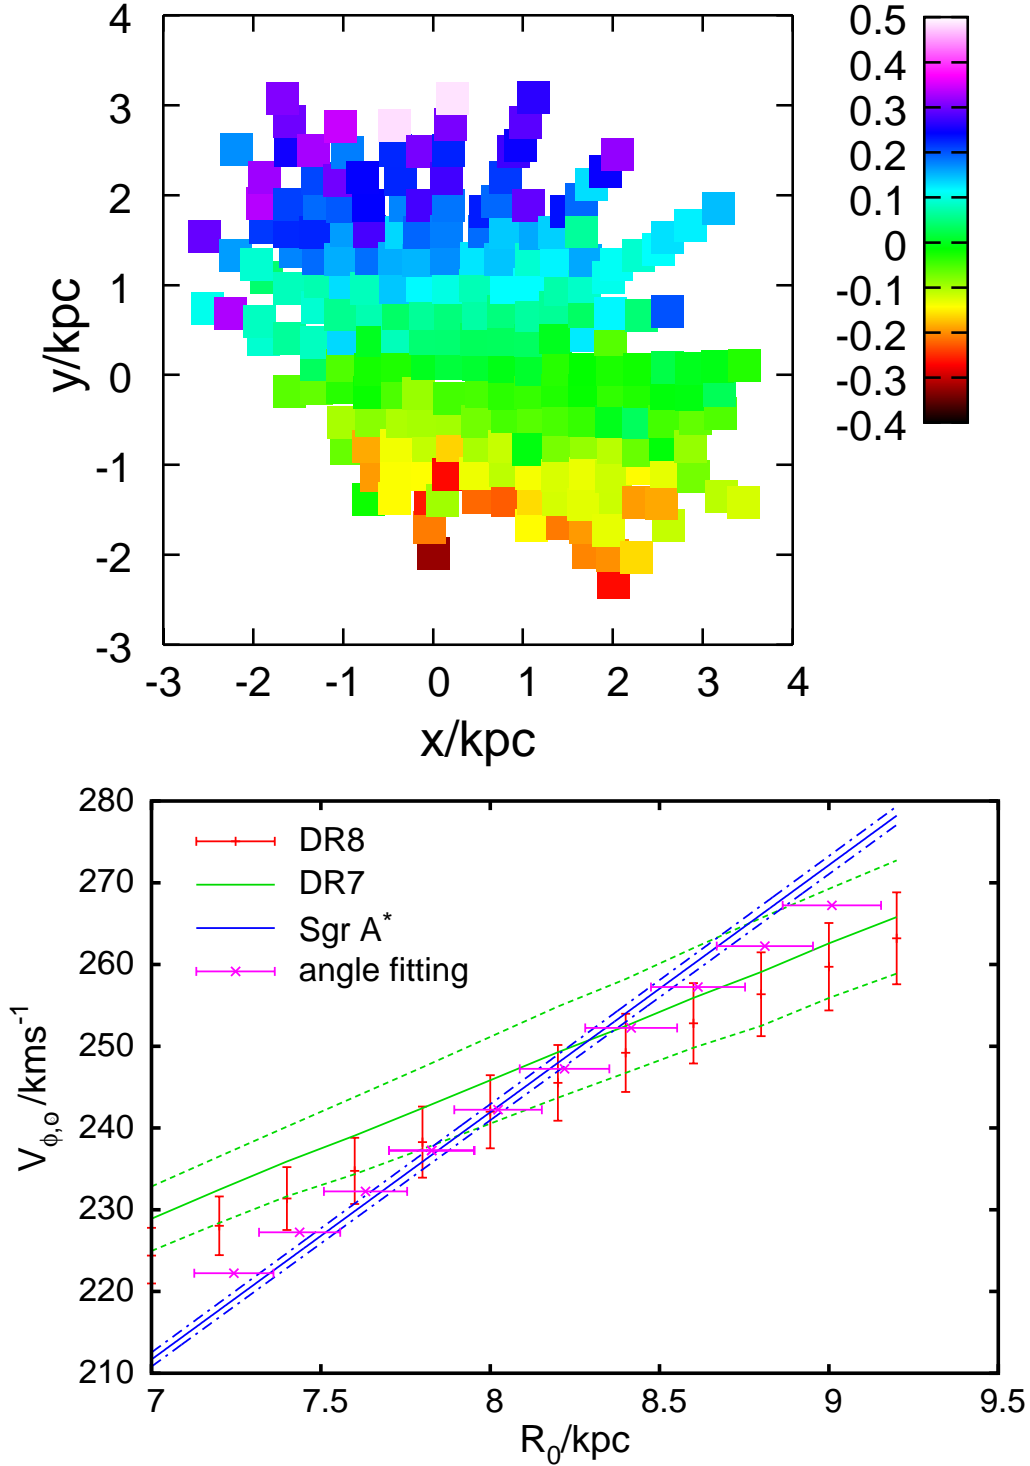 4
3
2
1
0
-1
-2
-3
y/kpc
-3 -2 -1 0 1 2 3 4
x/kpc
0.5
0.4
0.3
0.2
0.1
0
-0.1
-0.2
-0.3
-0.4
280
270
260
250
240
230
220
210
V_{ϕ,⊙}/kms^{-1}
DR8
DR7
Sgr A^*
angle fitting
7 7.5 8 8.5 9 9.5
R_0/kpc